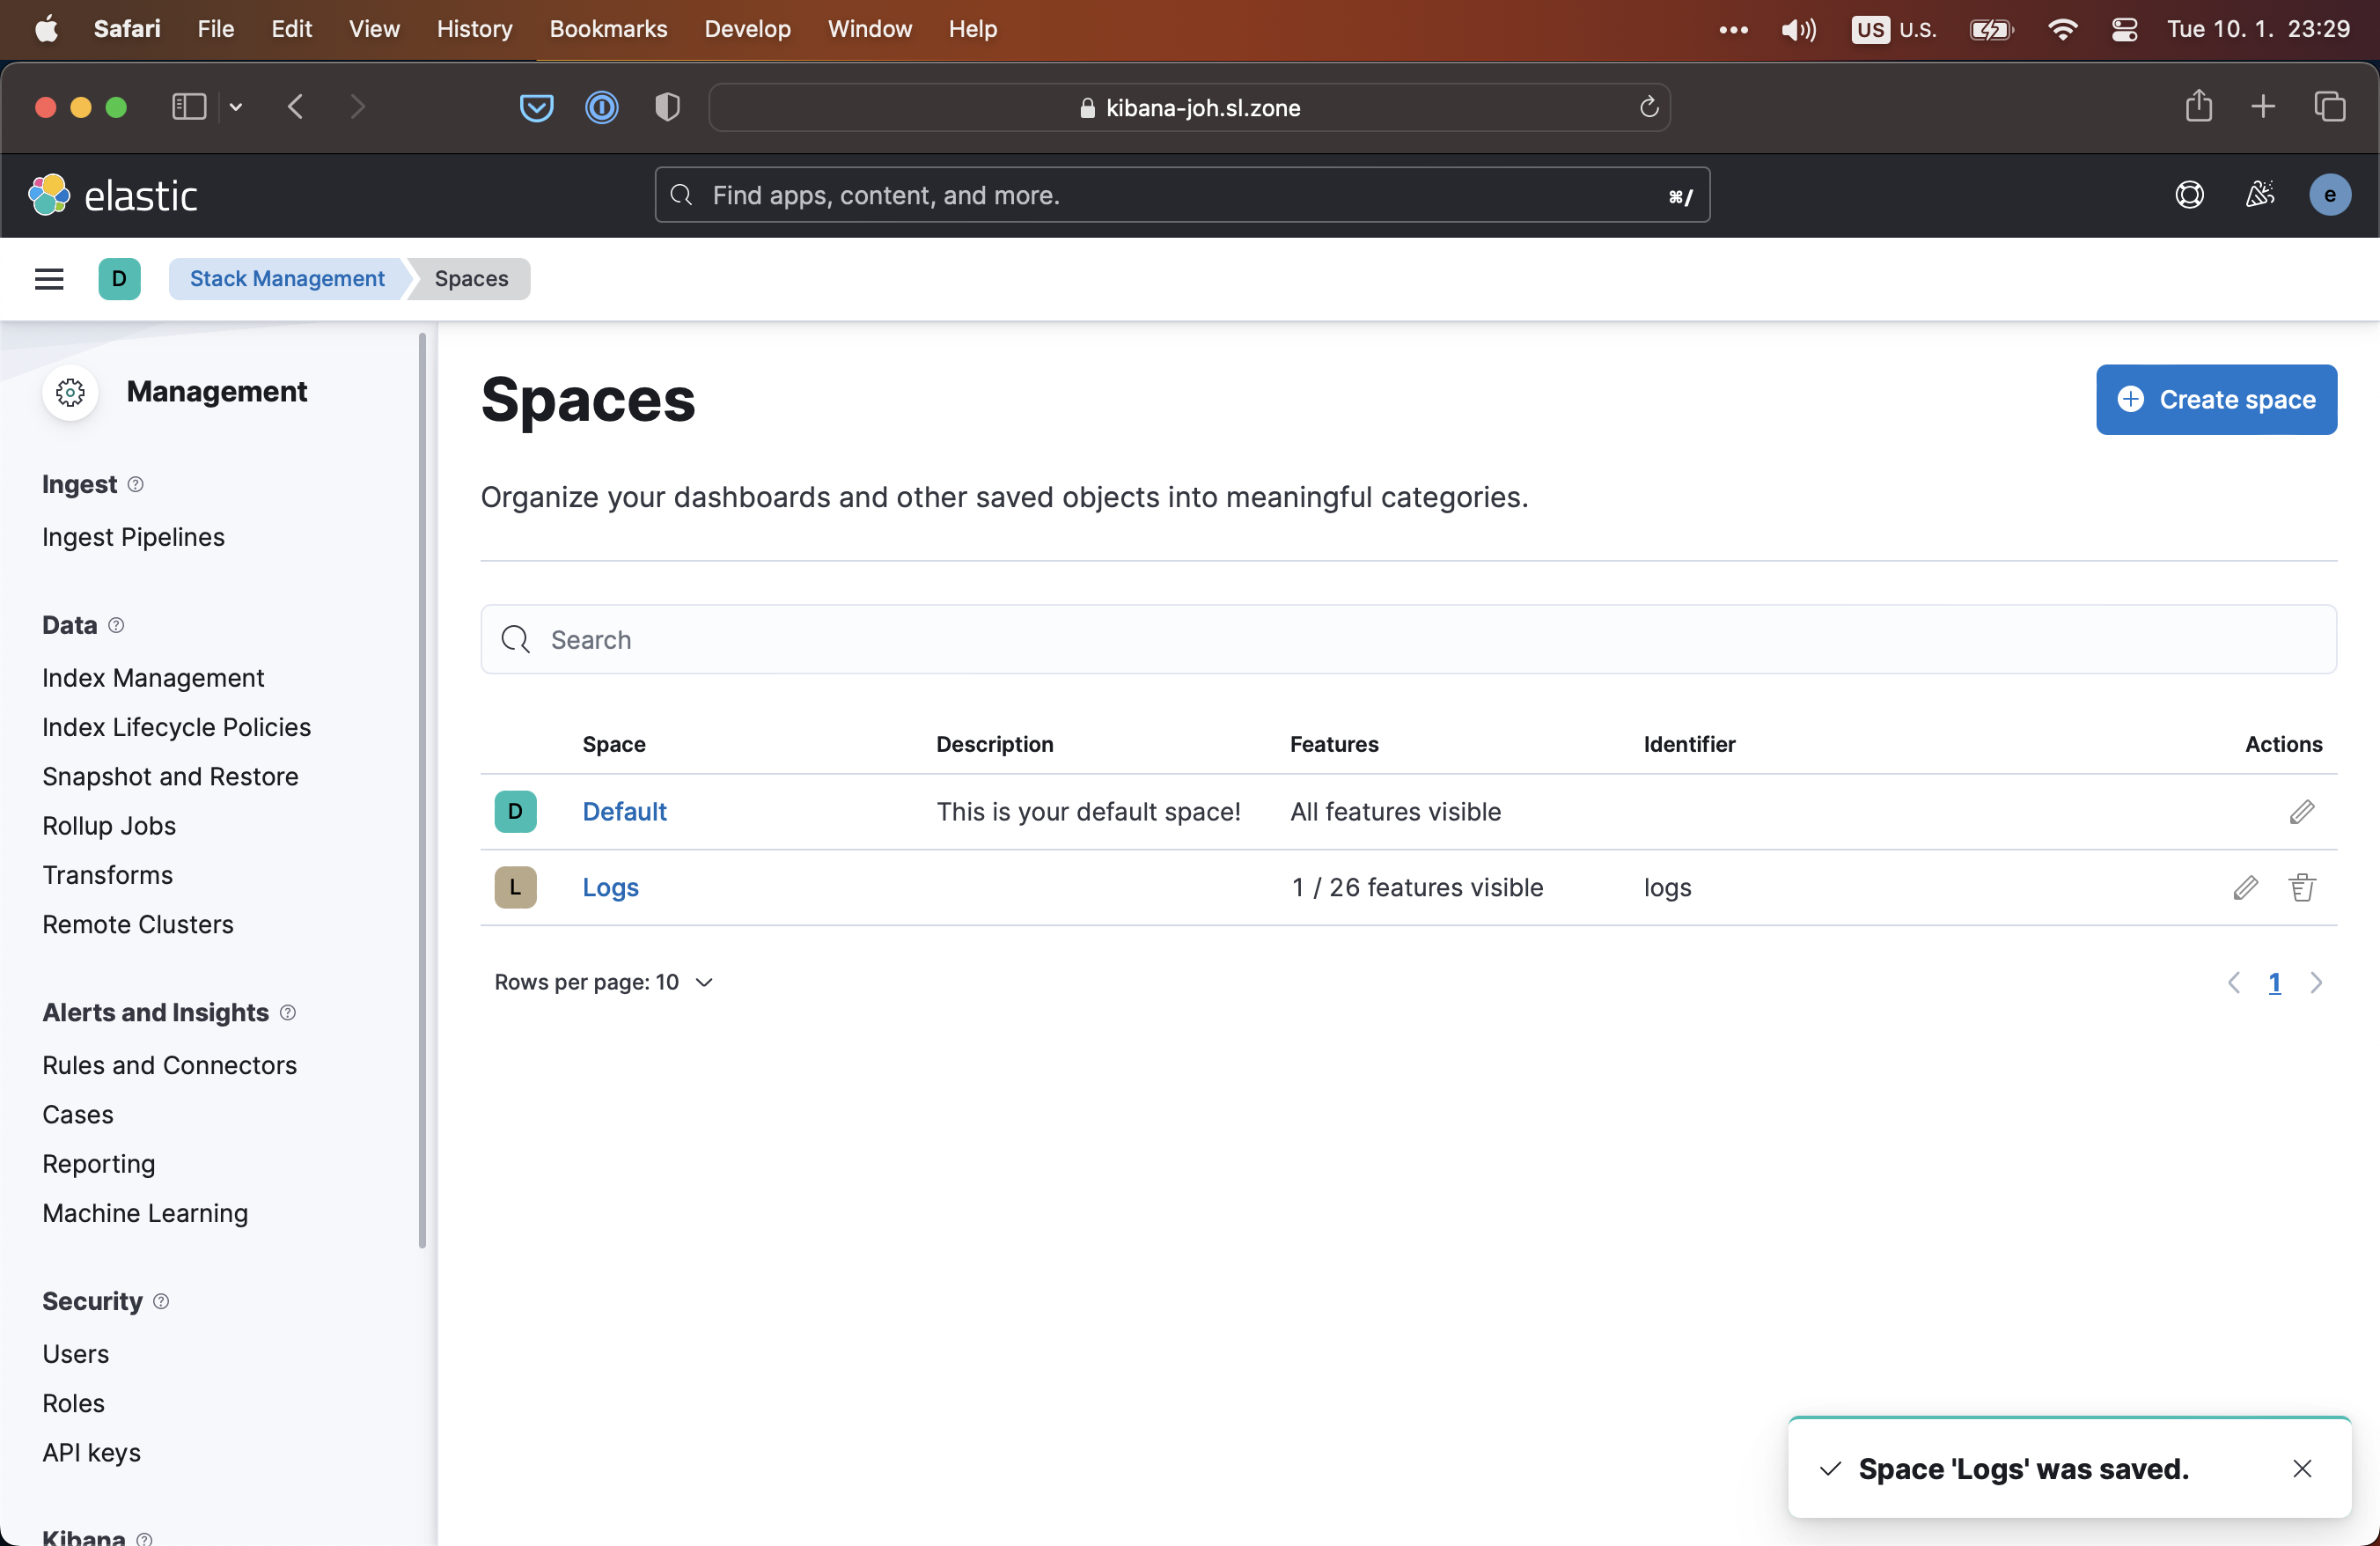 Safari File Edit View History Bookmarks Develop Window Help ••• US U.S. Tue 10. 1. 23:29
kibana-joh.sl.zone
elastic Find apps, content, and more. ⌘/ e
D Stack Management Spaces
Management
Ingest
Ingest Pipelines
Data
Index Management
Index Lifecycle Policies
Snapshot and Restore
Rollup Jobs
Transforms
Remote Clusters
Alerts and Insights
Rules and Connectors
Cases
Reporting
Machine Learning
Security
Users
Roles
API keys
Kibana
Spaces
Create space
Organize your dashboards and other saved objects into meaningful categories.
Search
Space Description Features Identifier Actions
D Default This is your default space! All features visible
L Logs 1 / 26 features visible logs
Rows per page: 10 1
Space 'Logs' was saved.